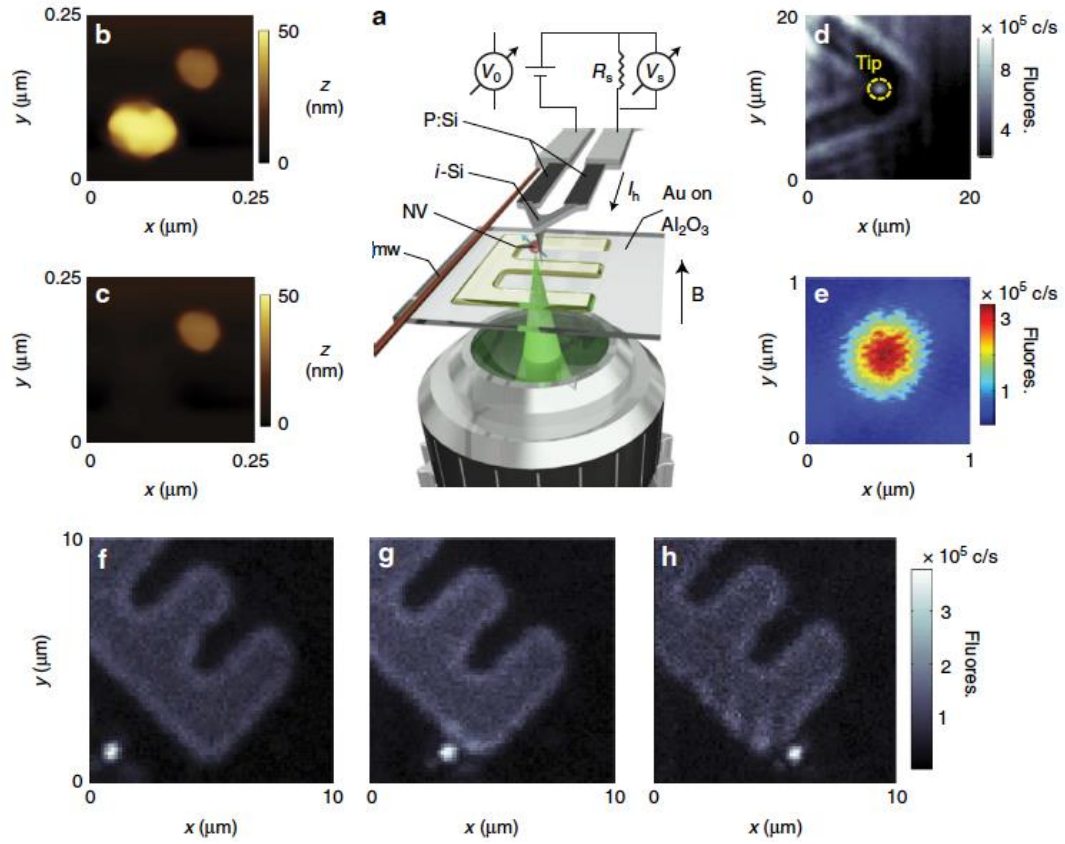 a
V0
Rs
Vs
P:Si
i-Si
Ih
NV
Au on
Al2O3
mw
B
b
0.25
y (μm)
0
0
0.25
x (μm)
50
z
(nm)
0
c
0.25
y (μm)
0
0
0.25
x (μm)
50
z
(nm)
0
d
20
y (μm)
0
0
20
Tip
× 10⁵ c/s
8
4
Fluores.
e
1
y (μm)
0
0
1
x (μm)
× 10⁵ c/s
3
1
Fluores.
f
10
y (μm)
0
0
10
x (μm)
g
0
10
x (μm)
h
0
10
x (μm)
× 10⁵ c/s
3
2
1
Fluores.